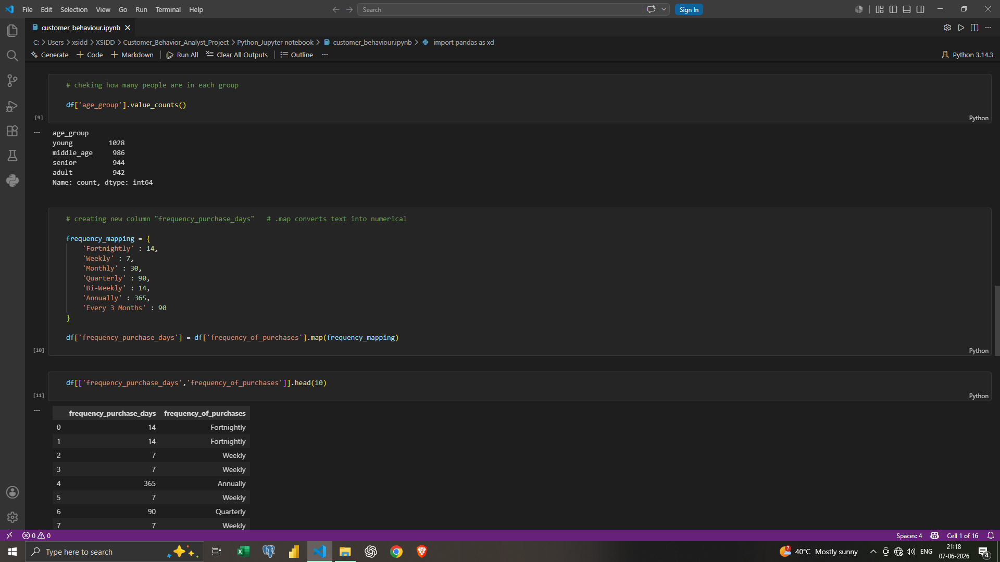 File Edit Selection View Go Run Terminal Help
Search
Sign In
customer_behaviour.ipynb
C: > Users > xsidd > XSIDD > Customer_Behavior_Analyst_Project > Python_Jupyter notebook > customer_behaviour.ipynb > import pandas as xd
Generate + Code + Markdown Run All Clear All Outputs Outline ...
Python 3.14.3
# cheking how many people are in each group
df['age_group'].value_counts()
[9]
Python
age_group
young 1028
middle_age 986
senior 944
adult 942
Name: count, dtype: int64
# creating new column "frequency_purchase_days" # .map converts text into numerical
frequency_mapping = {
'Fortnightly' : 14,
'Weekly' : 7,
'Monthly' : 30,
'Quarterly' : 90,
'Bi-Weekly' : 14,
'Annually' : 365,
'Every 3 Months' : 90
}
df['frequency_purchase_days'] = df['frequency_of_purchases'].map(frequency_mapping)
[10]
Python
df[['frequency_purchase_days','frequency_of_purchases']].head(10)
[11]
Python
frequency_purchase_days frequency_of_purchases
0 14 Fortnightly
1 14 Fortnightly
2 7 Weekly
3 7 Weekly
4 365 Annually
5 7 Weekly
6 90 Quarterly
7 7 Weekly
0 0
Spaces: 4
Cell 1 of 16
Type here to search
7
40°C Mostly sunny
ENG
21:18
07-06-2026
4